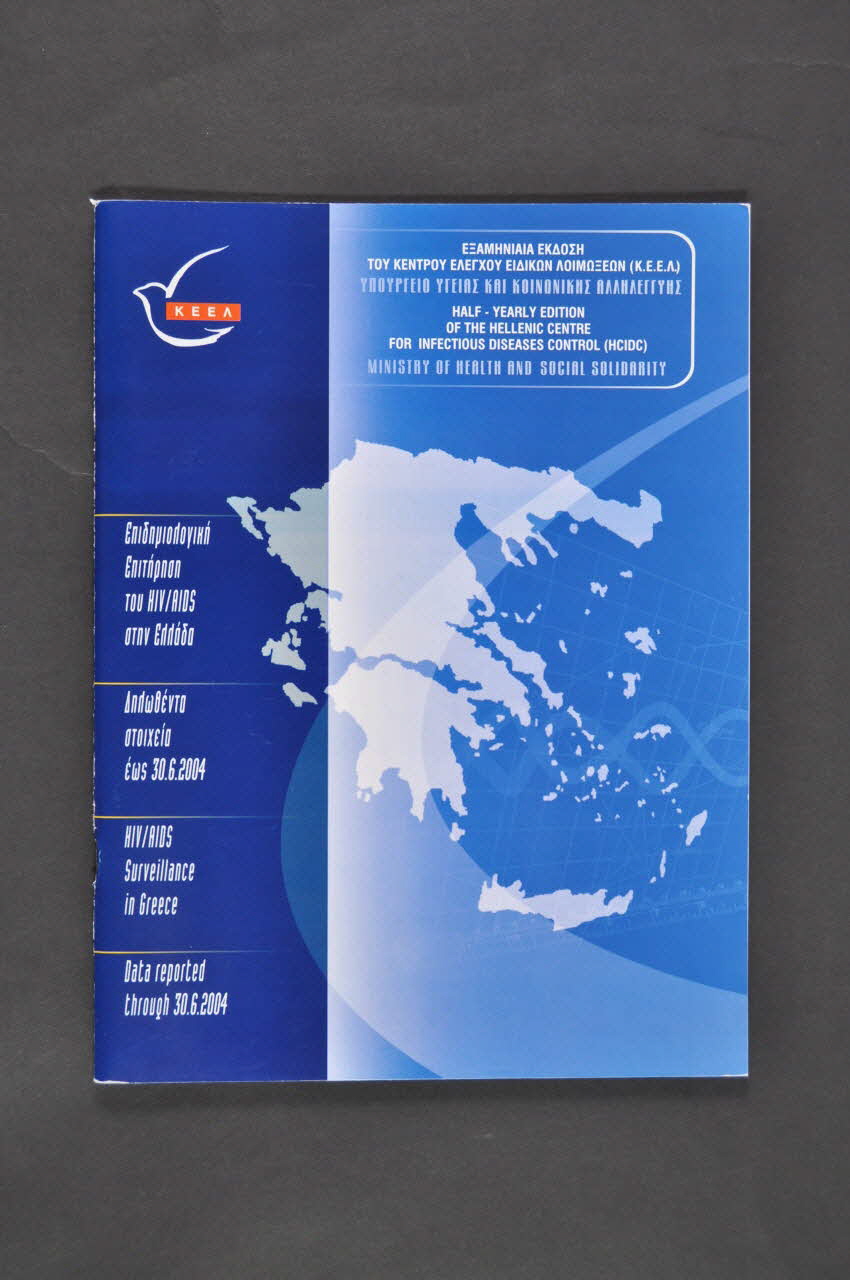 ΚΕΕΛ
ΕΞΑΜΗΝΙΑΙΑ ΕΚΔΟΣΗ
ΤΟΥ ΚΕΝΤΡΟΥ ΕΛΕΓΧΟΥ ΕΙΔΙΚΩΝ ΛΟΙΜΩΞΕΩΝ (Κ.Ε.Ε.Λ.)
ΥΠΟΥΡΓΕΙΟ ΥΓΕΙΑΣ ΚΑΙ ΚΟΙΝΩΝΙΚΗΣ ΑΛΛΗΛΕΓΓΥΗΣ
HALF - YEARLY EDITION
OF THE HELLENIC CENTRE
FOR INFECTIOUS DISEASES CONTROL (HCIDC)
MINISTRY OF HEALTH AND SOCIAL SOLIDARITY
Επιδημιολογική
Επιτήρηση
του HIV/AIDS
στην Ελλάδα
Δηλωθέντα
στοιχεία
έως 30.6.2004
HIV/AIDS
Surveillance
in Greece
Data reported
through 30.6.2004